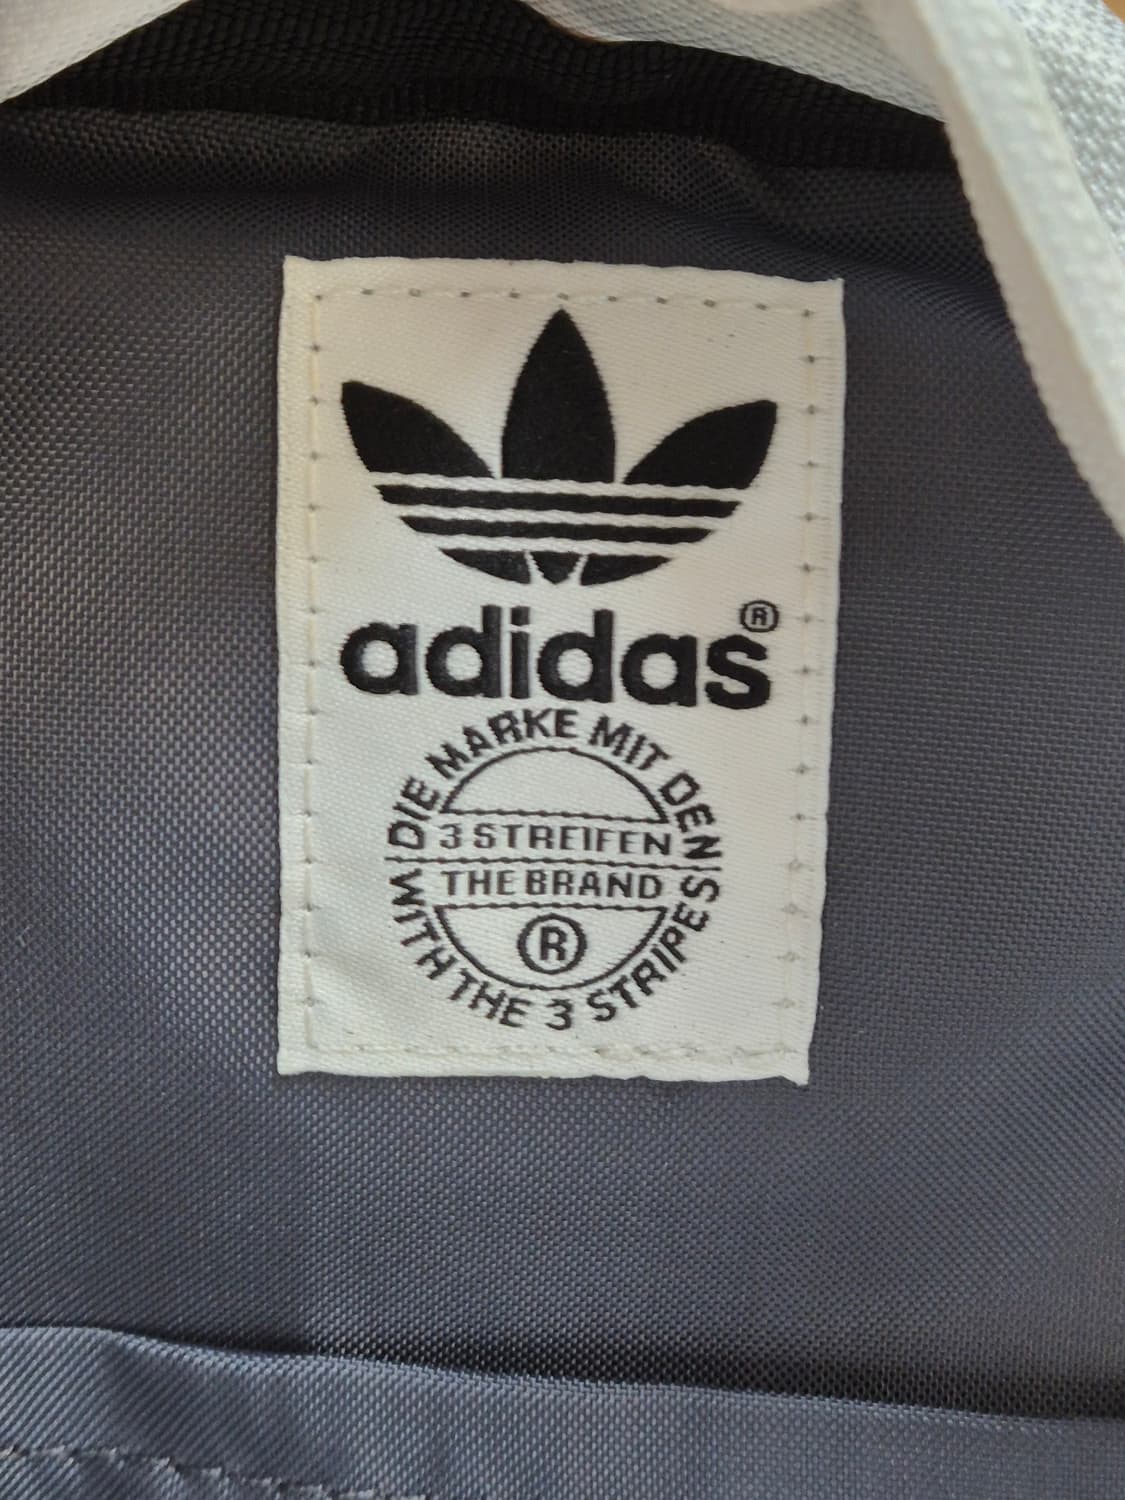 adidas®
DIE MARKE MIT DEN
3 STREIFEN
THE BRAND
®
WITH THE 3 STRIPES